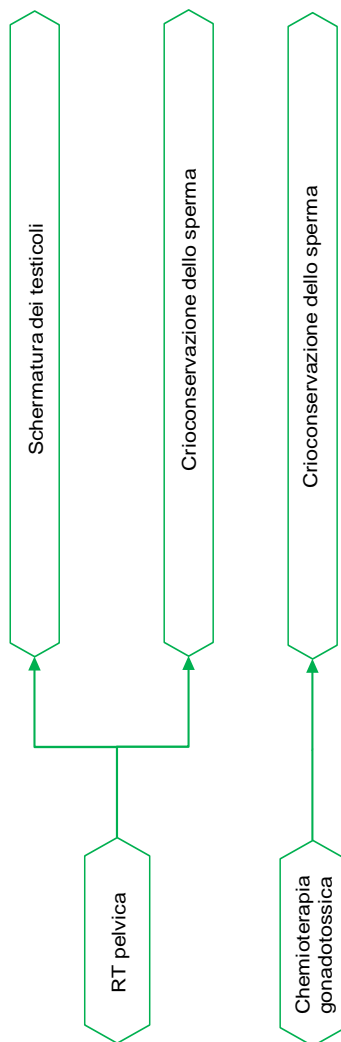 RT pelvica
Schermatura dei testicoli
Crioconservazione dello sperma
Chemioterapia
gonadotossica
Crioconservazione dello sperma